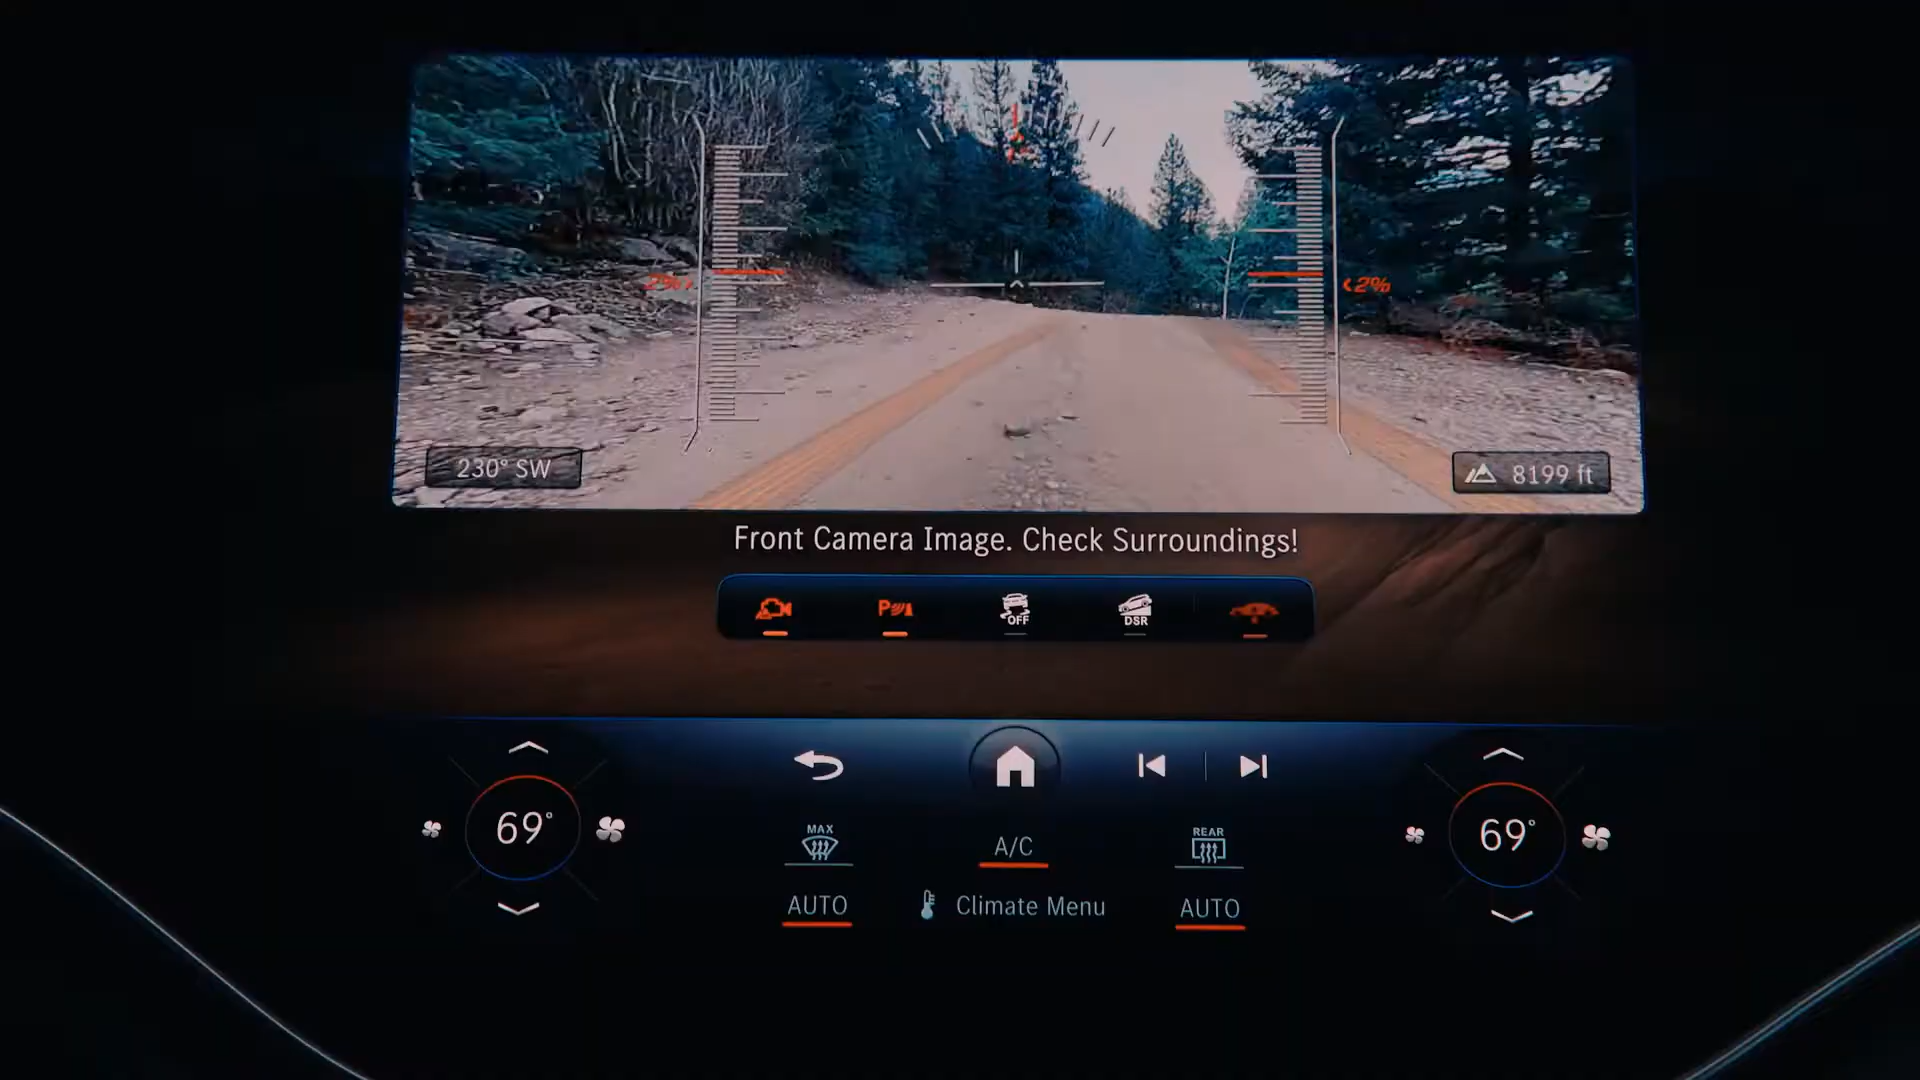 2%
2%
230° SW
8199 ft
Front Camera Image. Check Surroundings!
P
OFF
DSR
69°
MAX
A/C
REAR
69°
AUTO
Climate Menu
AUTO